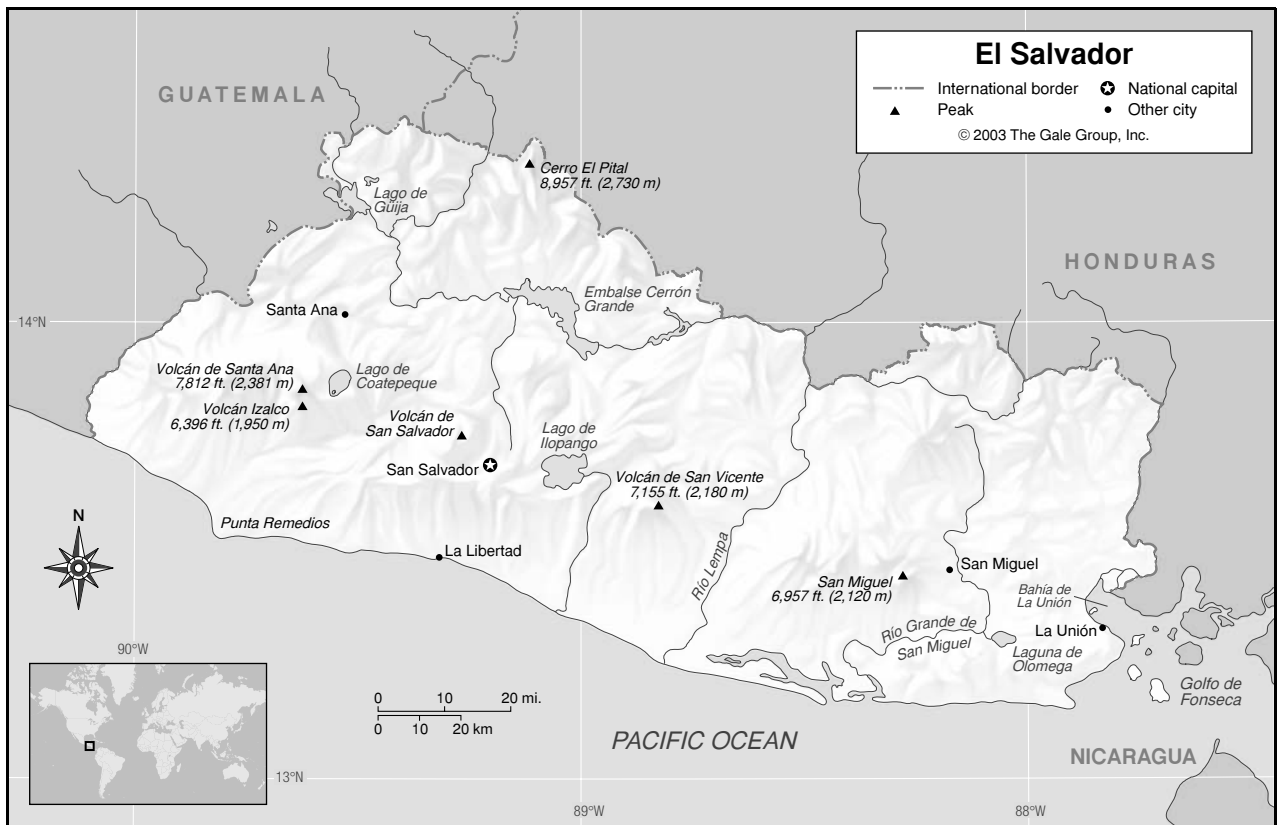 El Salvador
International border
National capital
Peak
Other city
© 2003 The Gale Group, Inc.
GUATEMALA
Cerro El Pital
8,957 ft. (2,730 m)
Lago de
Güija
HONDURAS
Embalse Cerrón
Grande
Santa Ana
14°N
Volcán de Santa Ana
7,812 ft. (2,381 m)
Lago de
Coatepeque
Volcán Izalco
6,396 ft. (1,950 m)
Volcán de
San Salvador
Lago de
Ilopango
San Salvador
Volcán de San Vicente
7,155 ft. (2,180 m)
Punta Remedios
N
La Libertad
Río Lempa
San Miguel
6,957 ft. (2,120 m)
San Miguel
Bahía de
La Unión
La Unión
Río Grande de
San Miguel
Laguna de
Olomega
Golfo de
Fonseca
90°W
0 10 20 mi.
0 10 20 km
PACIFIC OCEAN
NICARAGUA
13°N
89°W
88°W